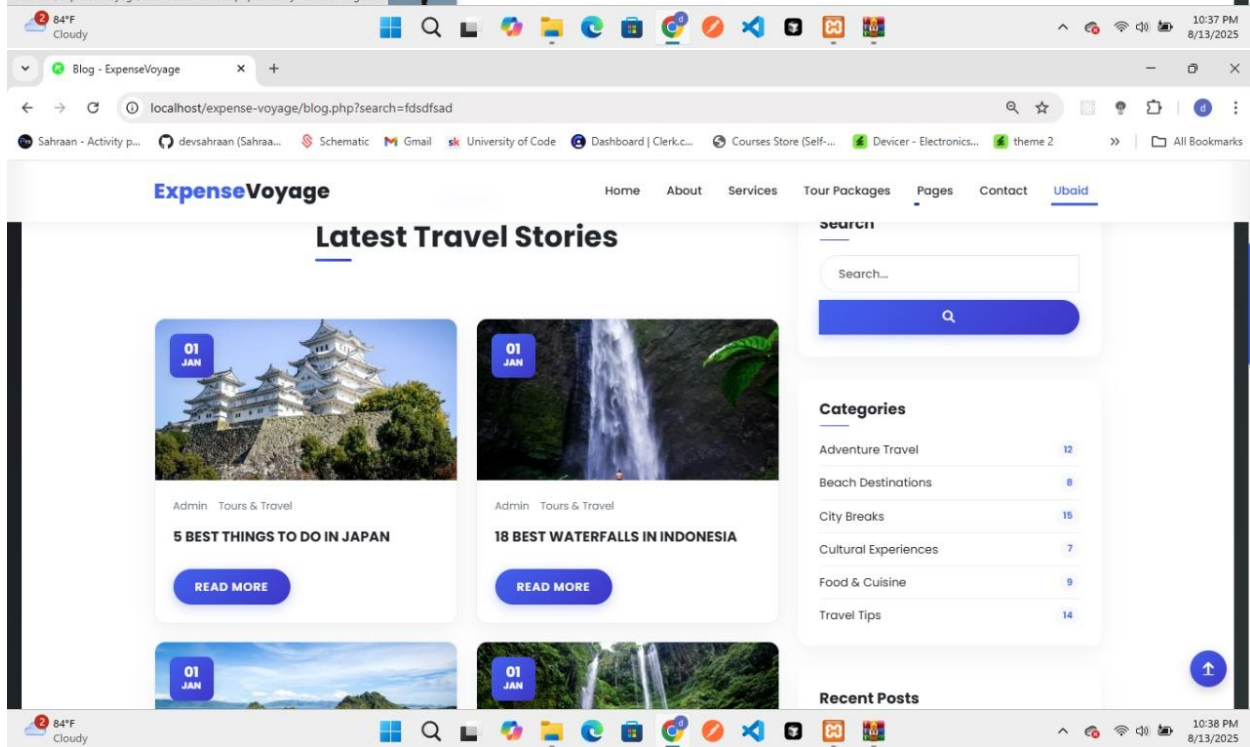 84°F
Cloudy
2
10:37 PM
8/13/2025
Blog - ExpenseVoyage
localhost/expense-voyage/blog.php?search=fdsdfsad
d
Sahraan - Activity p...
devsahraan (Sahraa...
Schematic
Gmail
sk University of Code
Dashboard | Clerk.c...
Courses Store (Self-...
Devicer - Electronics...
theme 2
»
All Bookmarks
ExpenseVoyage
Home
About
Services
Tour Packages
Pages
Contact
Ubaid
Latest Travel Stories
Search
Search...
01
JAN
01
JAN
Admin Tours & Travel
5 BEST THINGS TO DO IN JAPAN
READ MORE
Admin Tours & Travel
18 BEST WATERFALLS IN INDONESIA
READ MORE
Categories
Adventure Travel 12
Beach Destinations 8
City Breaks 15
Cultural Experiences 7
Food & Cuisine 9
Travel Tips 14
01
JAN
01
JAN
Recent Posts
2
84°F
Cloudy
10:38 PM
8/13/2025